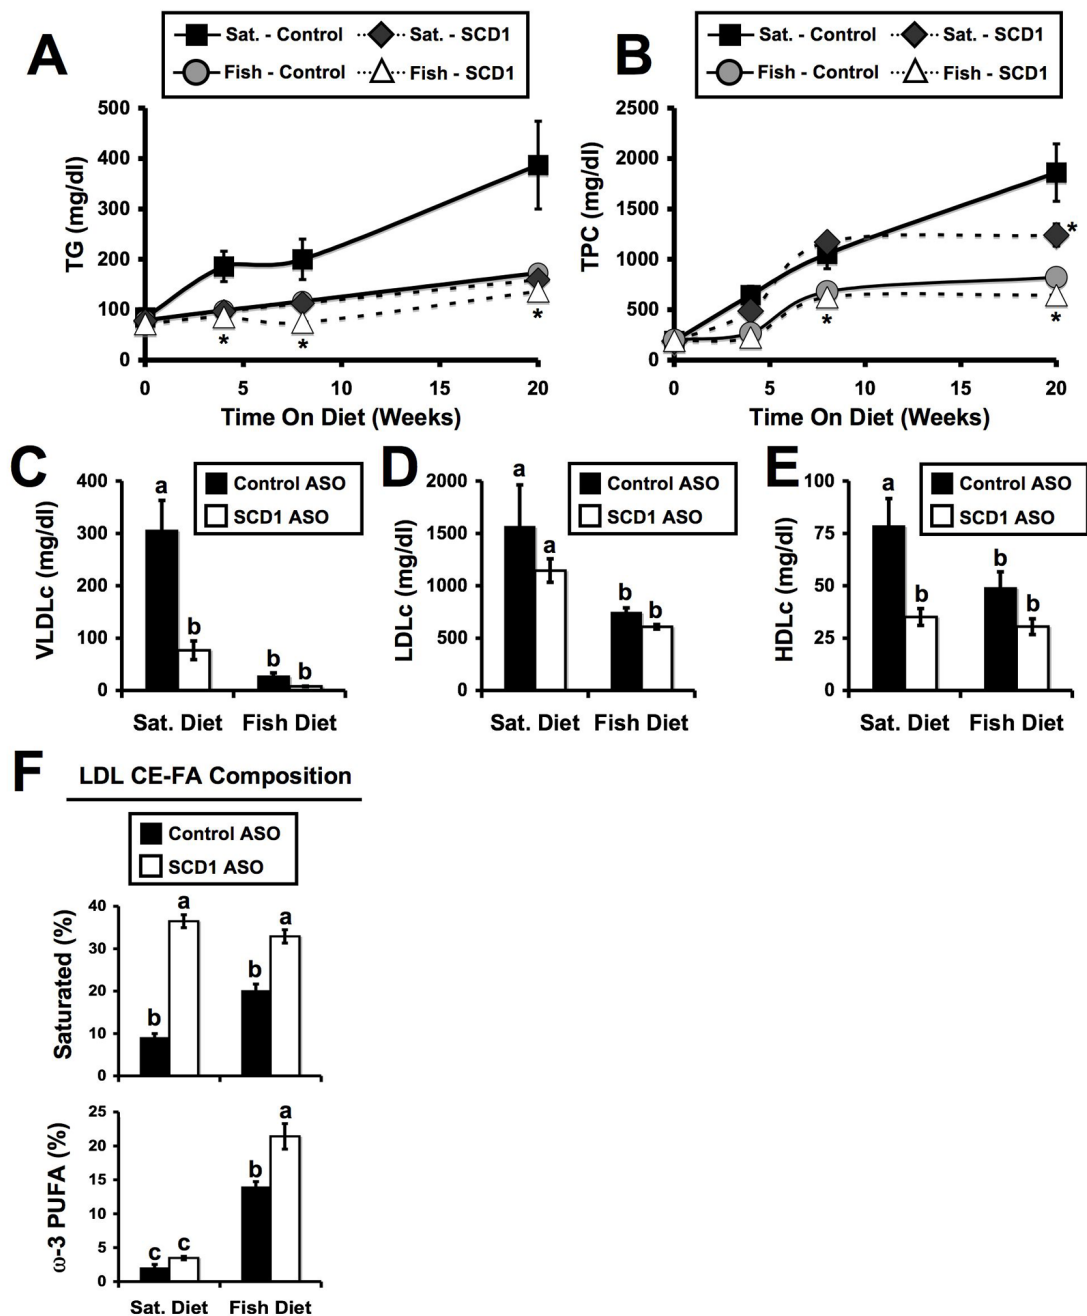 A
Sat. - Control Sat. - SCD1
Fish - Control Fish - SCD1
TG (mg/dl)
500
400
300
200
100
0
* * *
0 5 10 15 20
Time On Diet (Weeks)
B
Sat. - Control Sat. - SCD1
Fish - Control Fish - SCD1
TPC (mg/dl)
2500
2000
1500
1000
500
0
*
* *
0 5 10 15 20
Time On Diet (Weeks)
C
Control ASO
SCD1 ASO
VLDLc (mg/dl)
400
300
200
100
0
a b b b
Sat. Diet Fish Diet
D
Control ASO
SCD1 ASO
LDLc (mg/dl)
2000
1500
1000
500
0
a a b b
Sat. Diet Fish Diet
E
Control ASO
SCD1 ASO
HDLc (mg/dl)
100
75
50
25
0
a b b b
Sat. Diet Fish Diet
F
LDL CE-FA Composition
Control ASO
SCD1 ASO
Saturated (%)
40
30
20
10
0
b a b a
ω-3 PUFA (%)
25
20
15
10
5
0
c c b a
Sat. Diet Fish Diet